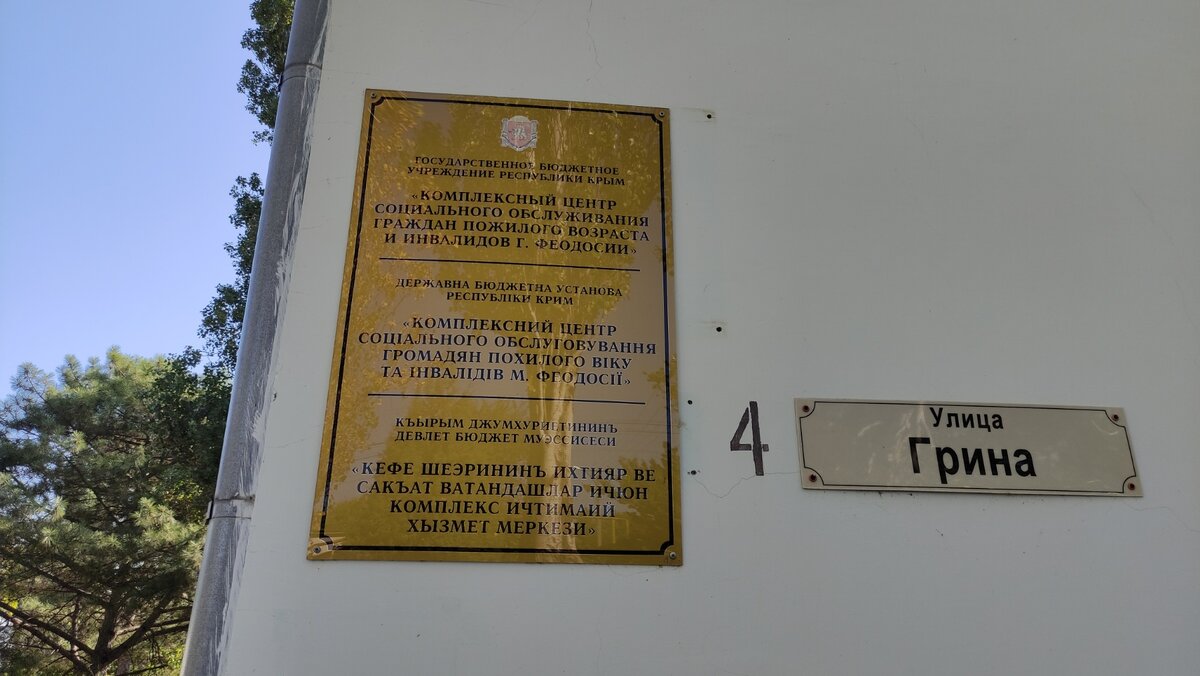 ГОСУДАРСТВЕННОЕ БЮДЖЕТНОЕ
УЧРЕЖДЕНИЕ РЕСПУБЛИКИ КРЫМ
«КОМПЛЕКСНЫЙ ЦЕНТР
СОЦИАЛЬНОГО ОБСЛУЖИВАНИЯ
ГРАЖДАН ПОЖИЛОГО ВОЗРАСТА
И ИНВАЛИДОВ Г. ФЕОДОСИИ»
ДЕРЖАВНА БЮДЖЕТНА УСТАНОВА
РЕСПУБЛІКИ КРИМ
«КОМПЛЕКСНИЙ ЦЕНТР
СОЦІАЛЬНОГО ОБСЛУГОВУВАННЯ
ГРОМАДЯН ПОХИЛОГО ВІКУ
ТА ІНВАЛІДІВ М. ФЕОДОСІЇ»
КЪЫРЫМ ДЖУМХУРИЕТИНИНЪ
ДЕВЛЕТ БЮДЖЕТ МУЭССИСЕСИ
«КЕФЕ ШЕЭРИНИНЪ ИХТИЯР ВЕ
САКЪАТ ВАТАНДАШЛАР ИЧЮН
КОМПЛЕКС ИЧТИМАИЙ
ХЫЗМЕТ МЕРКЕЗИ»
4
Улица
Грина